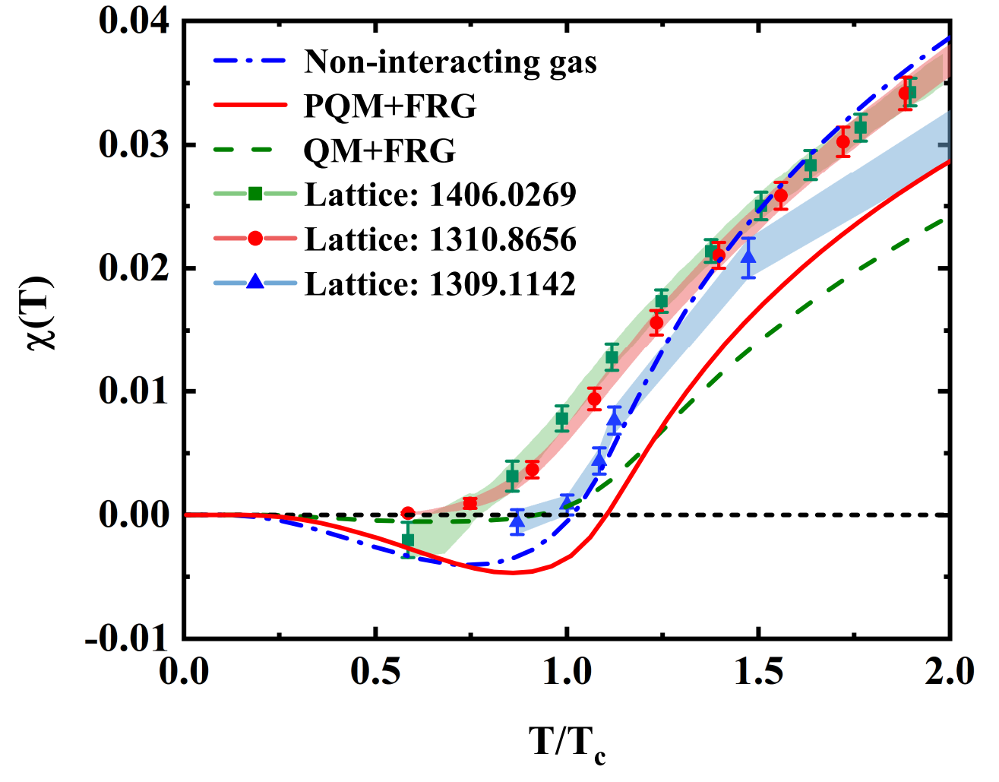 0.04
0.03
0.02
0.01
0.00
-0.01
χ(T)
Non-interacting gas
PQM+FRG
QM+FRG
Lattice: 1406.0269
Lattice: 1310.8656
Lattice: 1309.1142
0.0 0.5 1.0 1.5 2.0
T/Tc